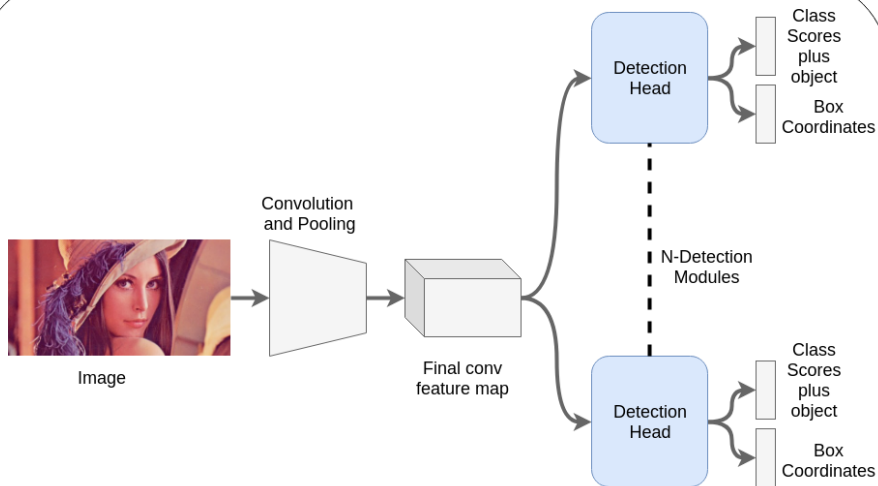 Class
Scores
plus
object
Detection
Head
Box
Coordinates
Convolution
and Pooling
N-Detection
Modules
Image
Final conv
feature map
Class
Scores
plus
object
Detection
Head
Box
Coordinates